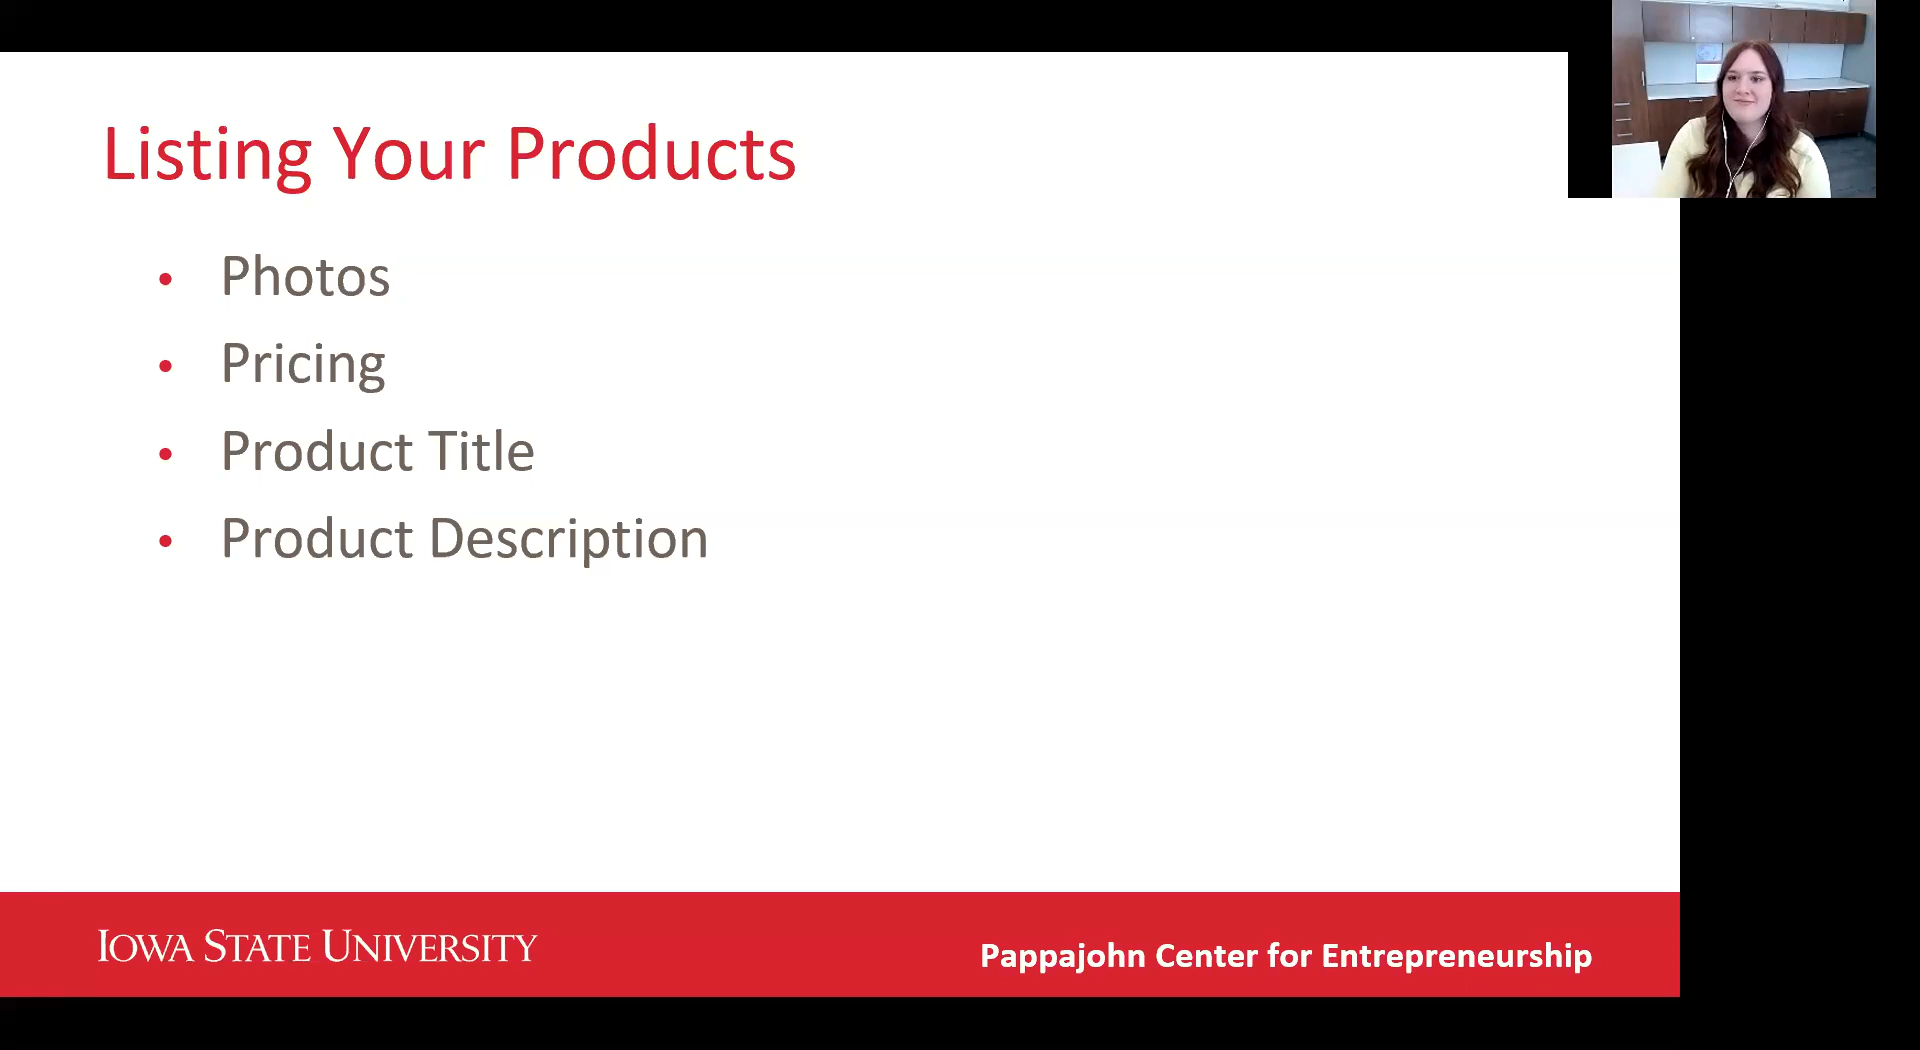 Listing Your Products
• Photos
• Pricing
• Product Title
• Product Description
IOWA STATE UNIVERSITY
Pappajohn Center for Entrepreneurship